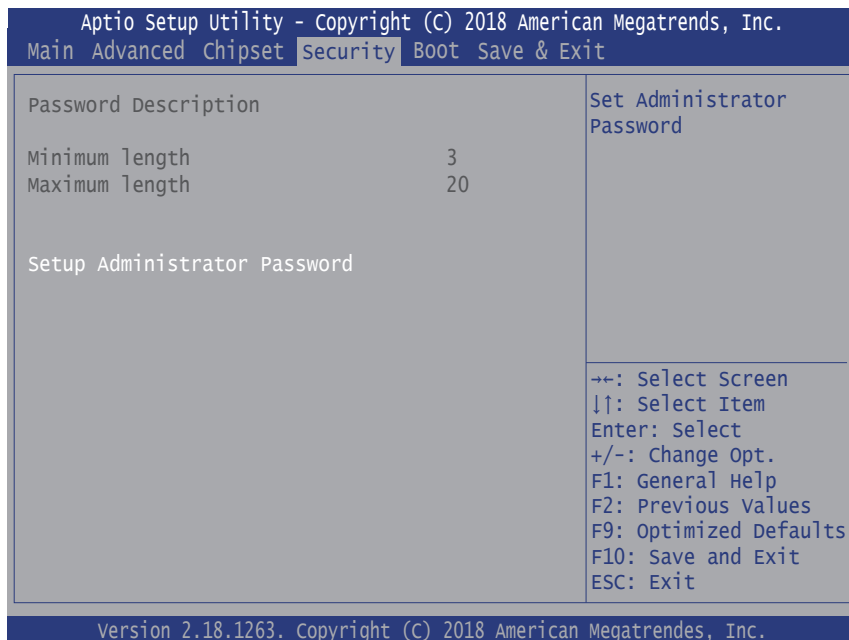 Aptio Setup Utility - Copyright (C) 2018 American Megatrends, Inc.
Main Advanced Chipset Security Boot Save & Exit
Password Description
Minimum length 3
Maximum length 20
Setup Administrator Password
Set Administrator
Password
→←: Select Screen
↓↑: Select Item
Enter: Select
+/-: Change Opt.
F1: General Help
F2: Previous Values
F9: Optimized Defaults
F10: Save and Exit
ESC: Exit
Version 2.18.1263. Copyright (C) 2018 American Megatrendes, Inc.